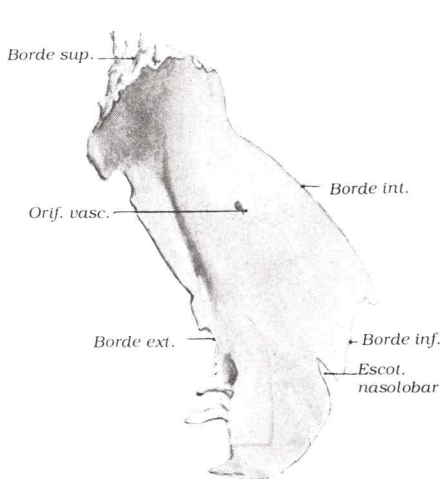 Borde sup.
Borde int.
Orif. vasc.
Borde ext.
Borde inf.
Escot.
nasolobar